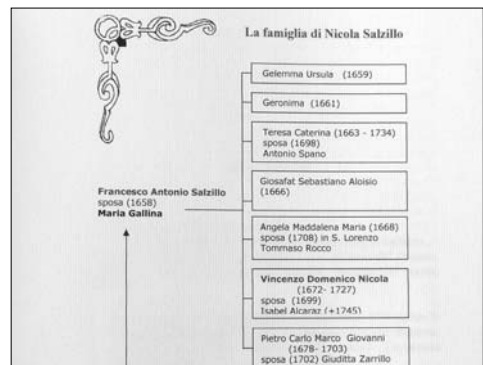 La famiglia di Nicola Salzillo
Gelemma Ursula (1659)
Geronima (1661)
Teresa Caterina (1663 - 1734)
sposa (1698)
Antonio Spano
Giosafat Sebastiano Aloisio
(1666)
Francesco Antonio Salzillo
sposa (1658)
Maria Gallina
Angela Maddalena Maria (1668)
sposa (1708) in S. Lorenzo
Tommaso Rocco
Vincenzo Domenico Nicola
(1672- 1727)
sposa (1699)
Isabel Alcaraz (+1745)
Pietro Carlo Marco Giovanni
(1678- 1703)
sposa (1702) Giuditta Zarrillo